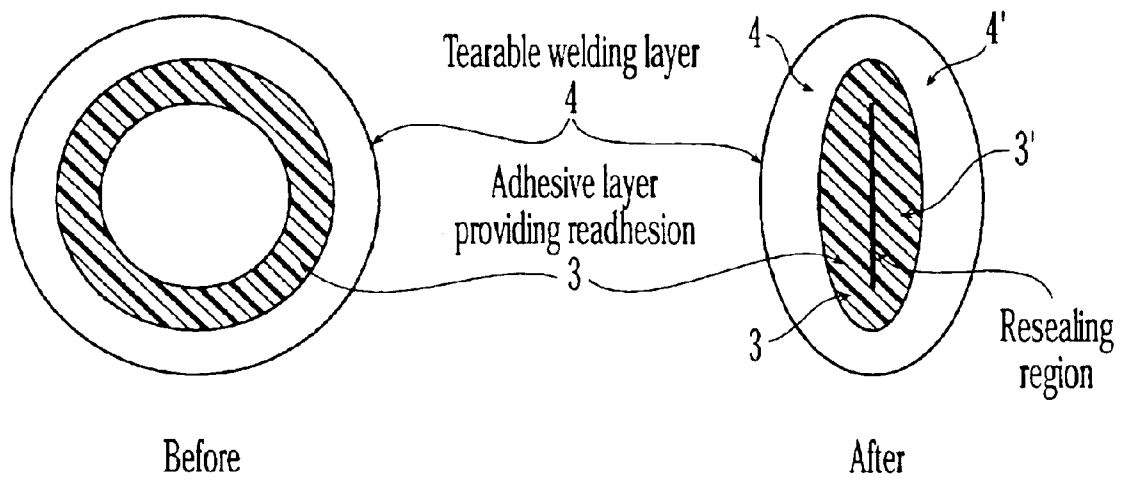 Tearable welding layer
4
Adhesive layer
providing readhesion
3
4
4'
3'
3
Resealing
region
Before
After